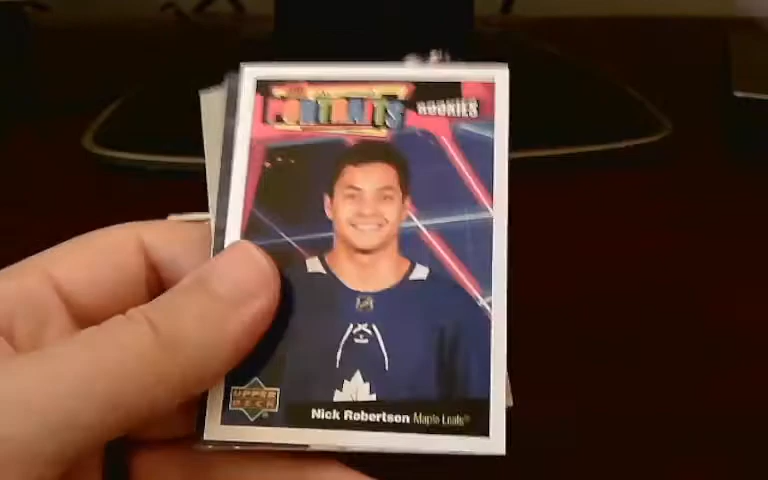 PORTRAITS
ROOKIES
UPPER
DECK
Nick Robertson Maple Leafs®